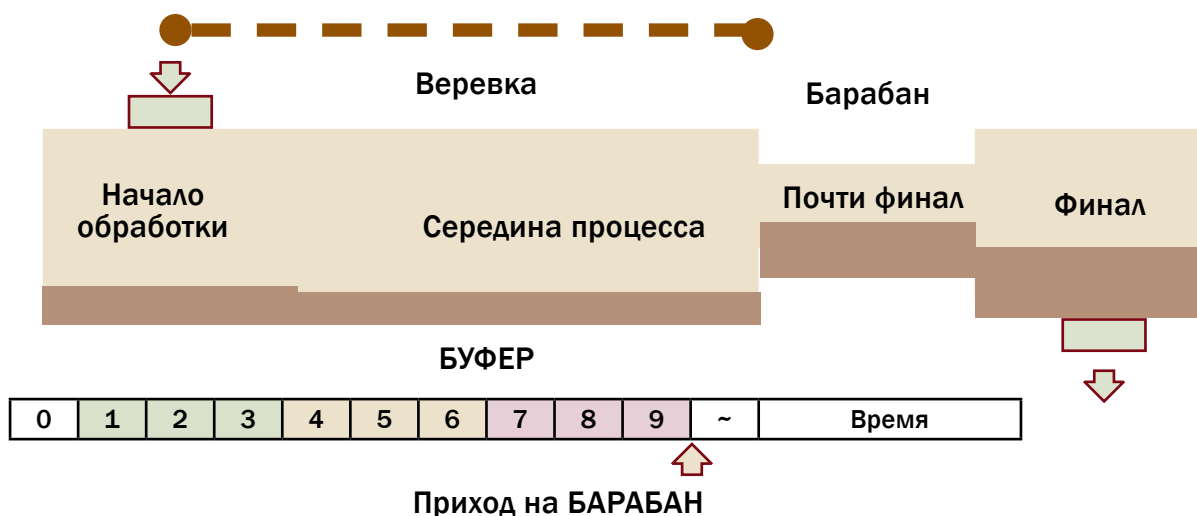 Веревка
Барабан
Начало
обработки
Середина процесса
Почти финал
Финал
БУФЕР
0 1 2 3 4 5 6 7 8 9 ~ Время
Приход на БАРАБАН